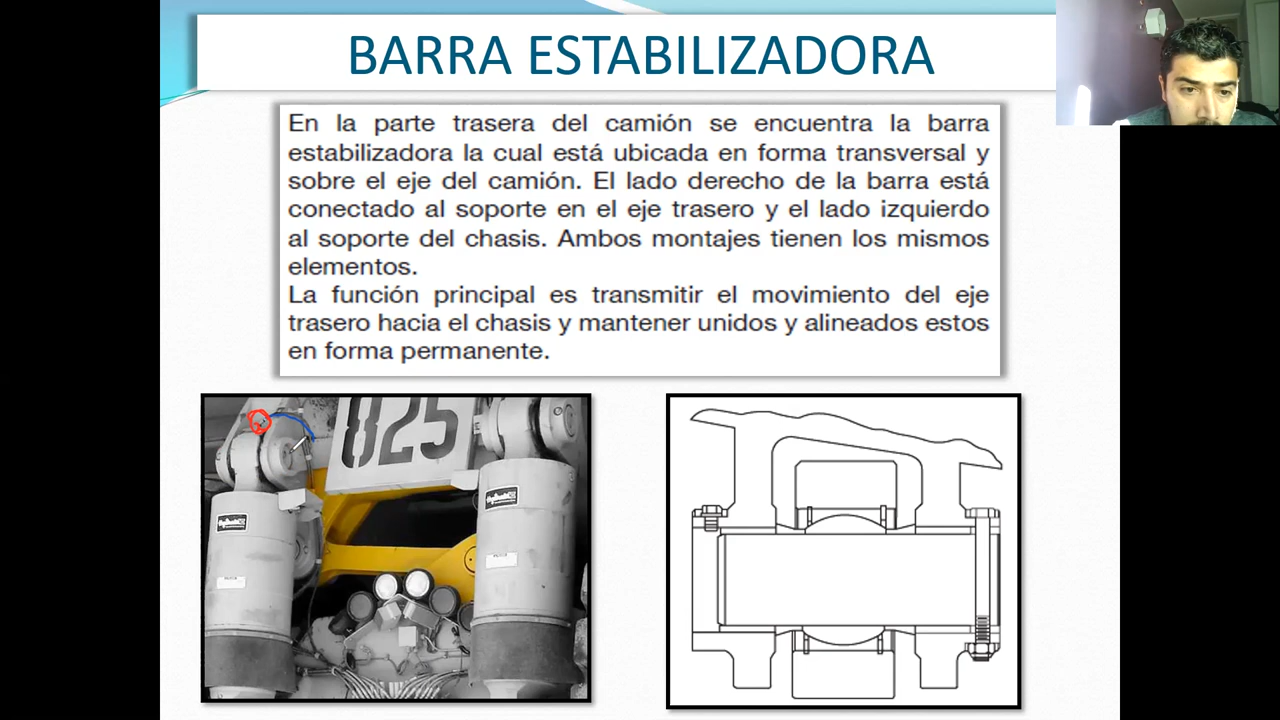 BARRA ESTABILIZADORA
En la parte trasera del camión se encuentra la barra
estabilizadora la cual está ubicada en forma transversal y
sobre el eje del camión. El lado derecho de la barra está
conectado al soporte en el eje trasero y el lado izquierdo
al soporte del chasis. Ambos montajes tienen los mismos
elementos.
La función principal es transmitir el movimiento del eje
trasero hacia el chasis y mantener unidos y alineados estos
en forma permanente.
825